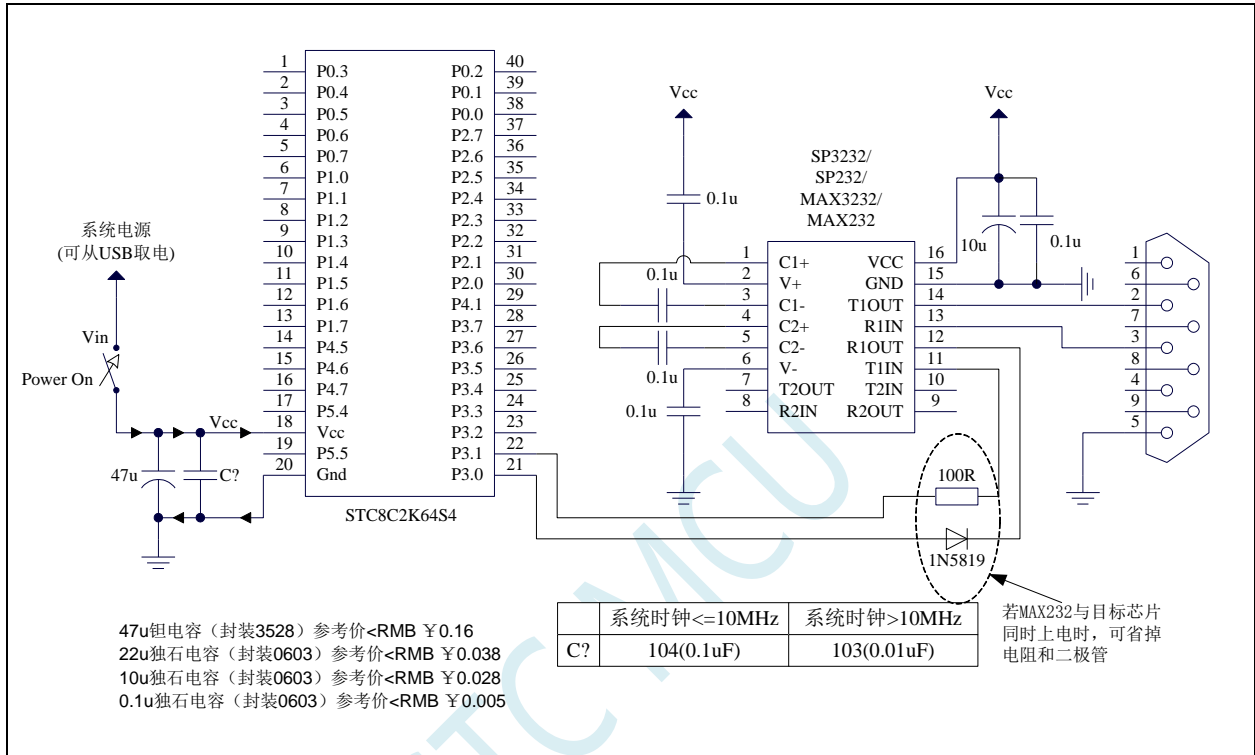 1 P0.3 P0.2 40
2 P0.4 P0.1 39
3 P0.5 P0.0 38
4 P0.6 P2.7 37
5 P0.7 P2.6 36
6 P1.0 P2.5 35
7 P1.1 P2.4 34
8 P1.2 P2.3 33
9 P1.3 P2.2 32
10 P1.4 P2.1 31
11 P1.5 P2.0 30
12 P1.6 P4.1 29
13 P1.7 P3.7 28
14 P4.5 P3.6 27
15 P4.6 P3.5 26
16 P4.7 P3.4 25
17 P5.4 P3.3 24
18 Vcc P3.2 23
19 P5.5 P3.1 22
20 Gnd P3.0 21
STC8C2K64S4
系统电源
(可从USB取电)
Vin
Power On
Vcc
47u
C?
Vcc
0.1u
0.1u
0.1u
0.1u
SP3232/
SP232/
MAX3232/
MAX232
1 C1+ VCC 16
2 V+ GND 15
3 C1- T1OUT 14
4 C2+ R1IN 13
5 C2- R1OUT 12
6 V- T1IN 11
7 T2OUT T2IN 10
8 R2IN R2OUT 9
Vcc
10u
0.1u
1
6
2
7
3
8
4
9
5
100R
1N5819
若MAX232与目标芯片
同时上电时，可省掉
电阻和二极管
系统时钟<=10MHz 系统时钟>10MHz
C? 104(0.1uF) 103(0.01uF)
47u钽电容（封装3528）参考价<RMB ￥0.16
22u独石电容（封装0603）参考价<RMB ￥0.038
10u独石电容（封装0603）参考价<RMB ￥0.028
0.1u独石电容（封装0603）参考价<RMB ￥0.005
STC MCU